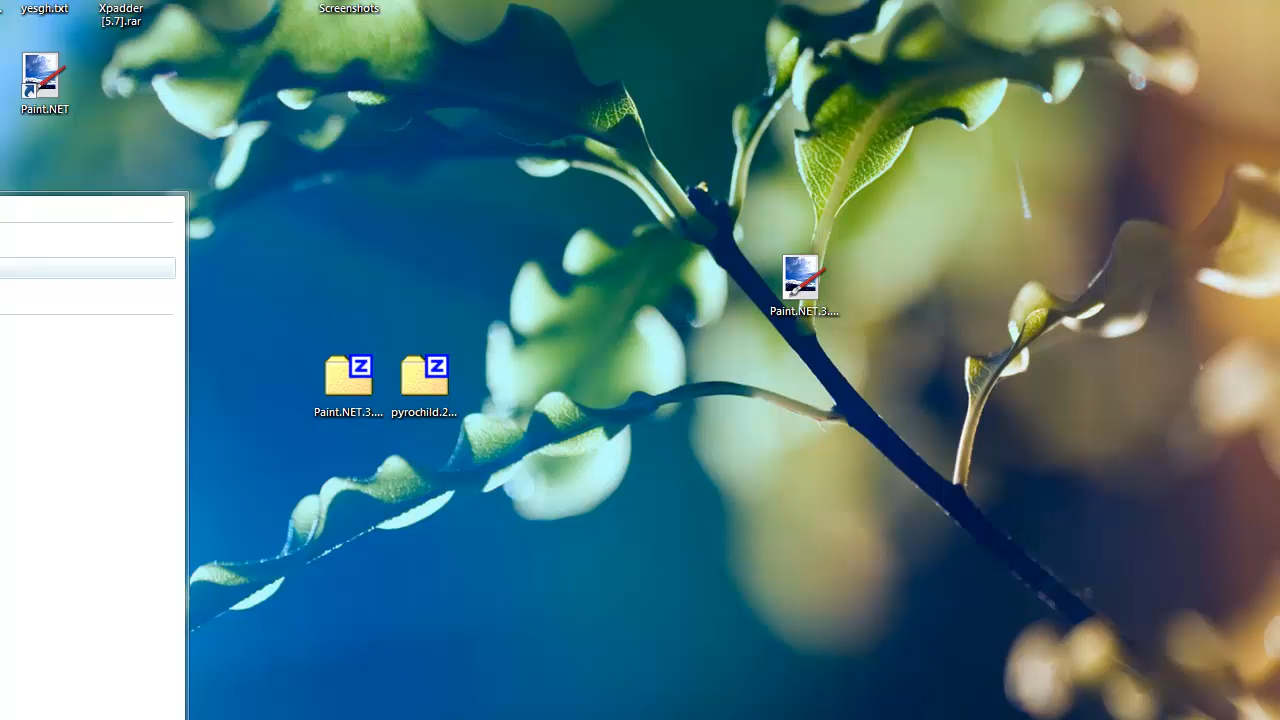 yesgh.txt
Xpadder
[5.7].rar
Screenshots
Paint.NET
Paint.NET.3....
Paint.NET.3....
pyrochild.2...